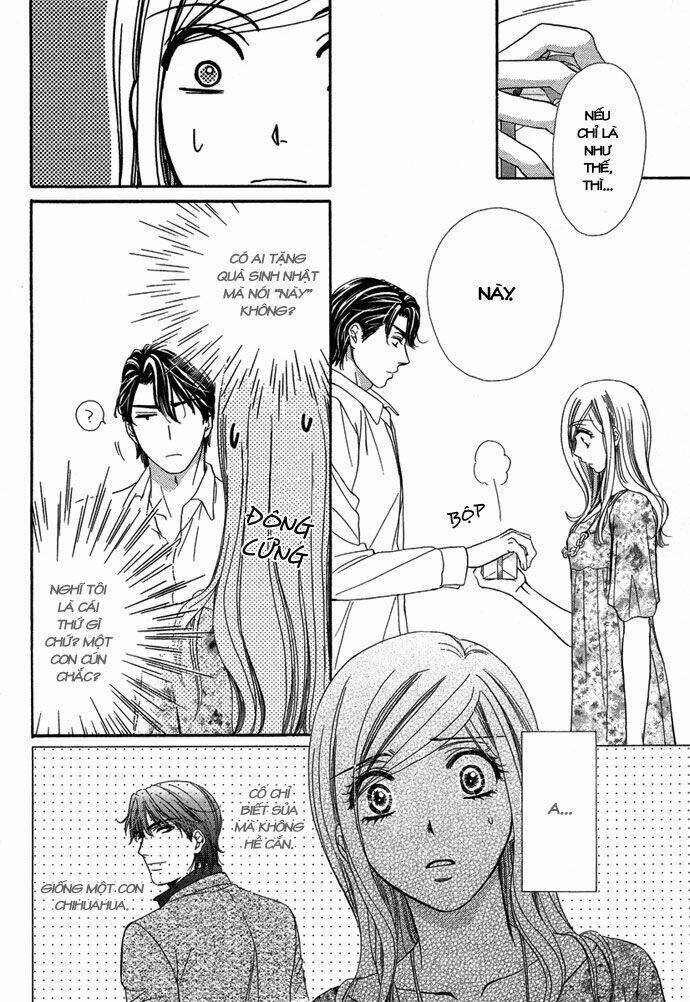 NẾU
CHỈ LÀ
NHƯ
THẾ,
THÌ...
NÀY.
BỘP
CÓ AI TẶNG
QUÀ SINH NHẬT
MÀ NÓI "NÀY"
KHÔNG?
?
ĐÔNG
CỨNG
NGHĨ TÔI
LÀ CÁI
THỨ GÌ
CHỨ? MỘT
CON CÚN
CHẮC?
A...
CÔ CHỈ
BIẾT SỦA
MÀ KHÔNG
HỀ CẮN.
GIỐNG MỘT CON
CHIHUAHUA.